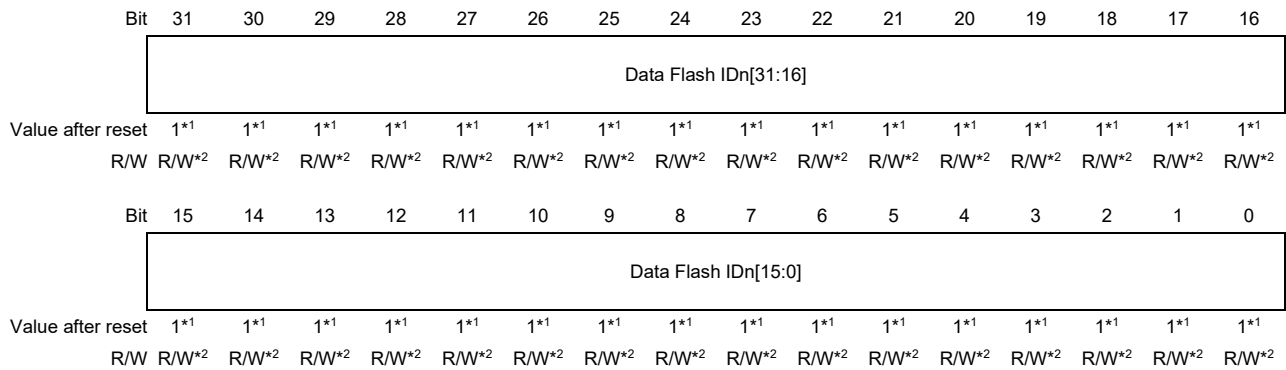 Bit 31 30 29 28 27 26 25 24 23 22 21 20 19 18 17 16
Data Flash IDn[31:16]
Value after reset 1*1 1*1 1*1 1*1 1*1 1*1 1*1 1*1 1*1 1*1 1*1 1*1 1*1 1*1 1*1 1*1
R/W R/W*2 R/W*2 R/W*2 R/W*2 R/W*2 R/W*2 R/W*2 R/W*2 R/W*2 R/W*2 R/W*2 R/W*2 R/W*2 R/W*2 R/W*2 R/W*2
Bit 15 14 13 12 11 10 9 8 7 6 5 4 3 2 1 0
Data Flash IDn[15:0]
Value after reset 1*1 1*1 1*1 1*1 1*1 1*1 1*1 1*1 1*1 1*1 1*1 1*1 1*1 1*1 1*1 1*1
R/W R/W*2 R/W*2 R/W*2 R/W*2 R/W*2 R/W*2 R/W*2 R/W*2 R/W*2 R/W*2 R/W*2 R/W*2 R/W*2 R/W*2 R/W*2 R/W*2